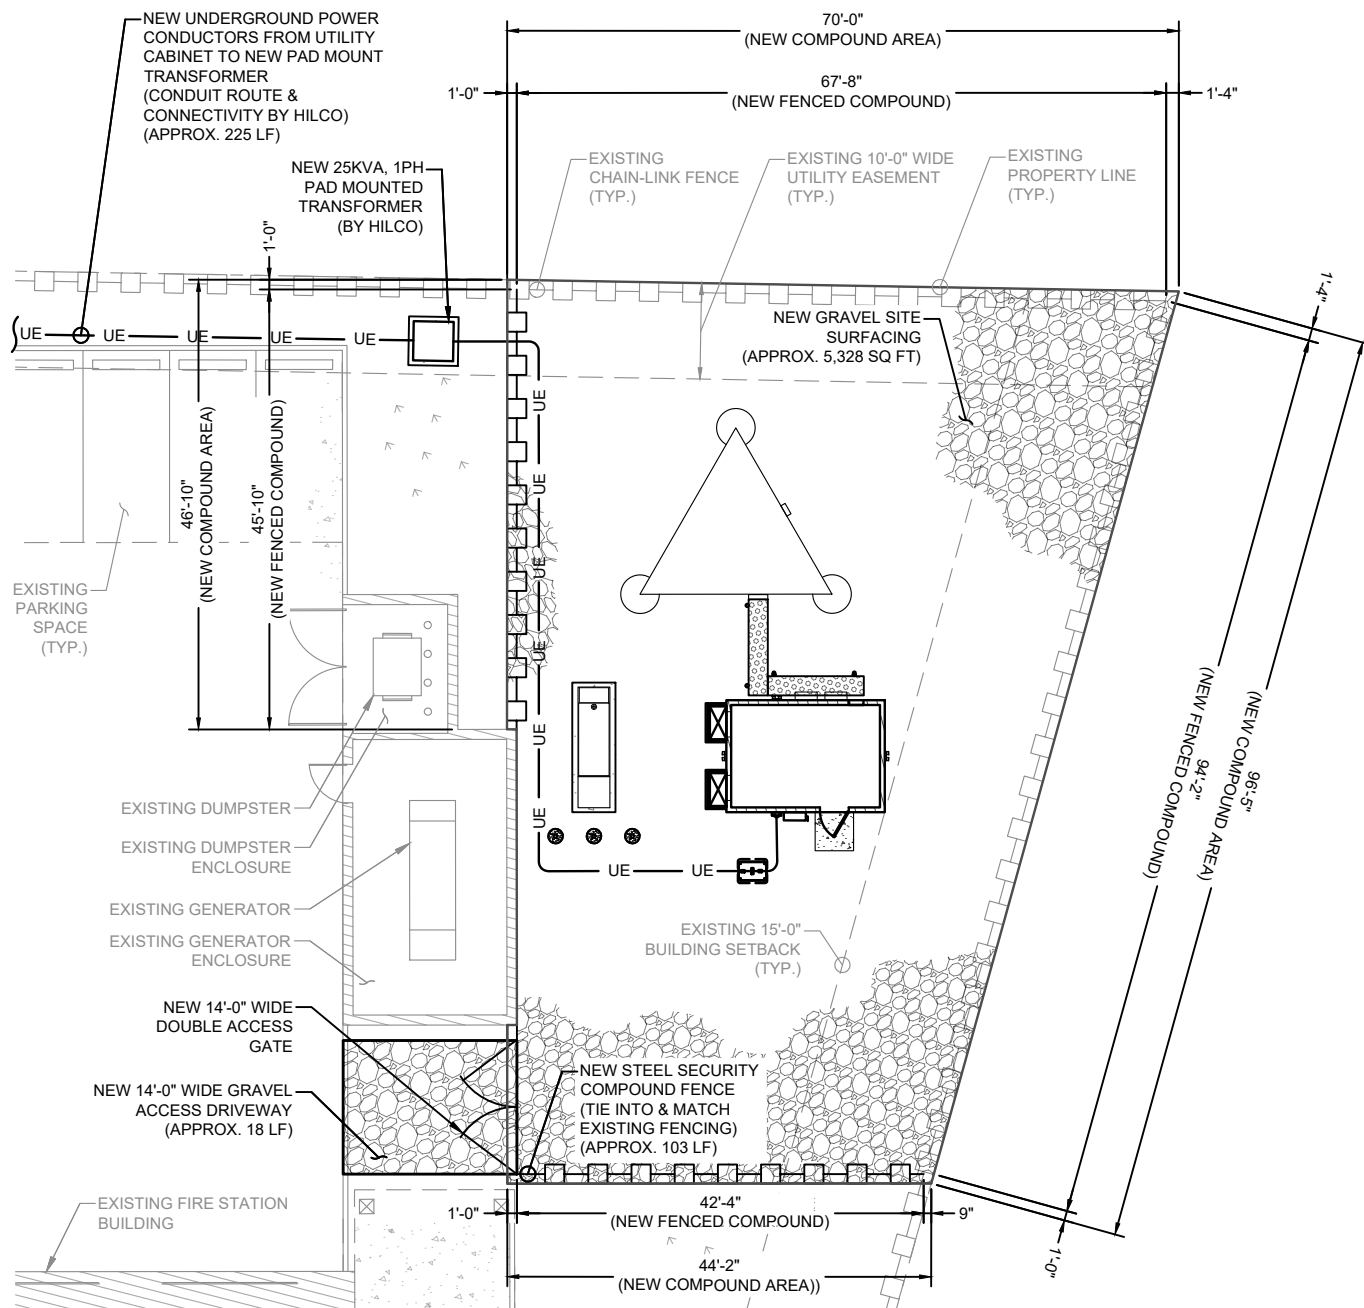 NEW UNDERGROUND POWER
CONDUCTORS FROM UTILITY
CABINET TO NEW PAD MOUNT
TRANSFORMER
(CONDUIT ROUTE &
CONNECTIVITY BY HILCO)
(APPROX. 225 LF)
70'-0"
(NEW COMPOUND AREA)
1'-0"
67'-8"
(NEW FENCED COMPOUND)
1'-4"
NEW 25KVA, 1PH
PAD MOUNTED
TRANSFORMER
(BY HILCO)
EXISTING
CHAIN-LINK FENCE
(TYP.)
EXISTING 10'-0" WIDE
UTILITY EASEMENT
(TYP.)
EXISTING
PROPERTY LINE
(TYP.)
1'-0"
1'-4"
UE
UE
UE
UE
UE
NEW GRAVEL SITE
SURFACING
(APPROX. 5,328 SQ FT)
46'-10"
(NEW COMPOUND AREA)
45'-10"
(NEW FENCED COMPOUND)
UE
UE
UE
UE
UE
UE
EXISTING
PARKING
SPACE
(TYP.)
94'-2"
(NEW FENCED COMPOUND)
96'-5"
(NEW COMPOUND AREA)
EXISTING DUMPSTER
EXISTING DUMPSTER
ENCLOSURE
UE
UE
EXISTING GENERATOR
EXISTING GENERATOR
ENCLOSURE
EXISTING 15'-0"
BUILDING SETBACK
(TYP.)
NEW 14'-0" WIDE
DOUBLE ACCESS
GATE
NEW 14'-0" WIDE GRAVEL
ACCESS DRIVEWAY
(APPROX. 18 LF)
NEW STEEL SECURITY
COMPOUND FENCE
(TIE INTO & MATCH
EXISTING FENCING)
(APPROX. 103 LF)
EXISTING FIRE STATION
BUILDING
1'-0"
42'-4"
(NEW FENCED COMPOUND)
9"
1'-0"
44'-2"
(NEW COMPOUND AREA))